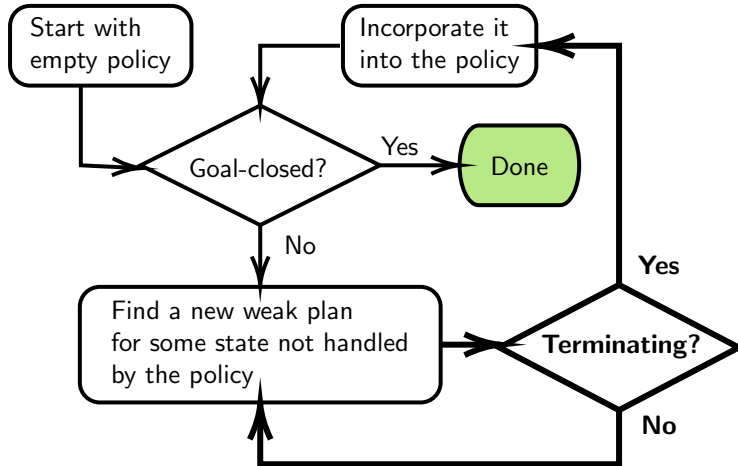 Start with
empty policy
Incorporate it
into the policy
Goal-closed?
Yes
Done
No
Find a new weak plan
for some state not handled
by the policy
Yes
Terminating?
No